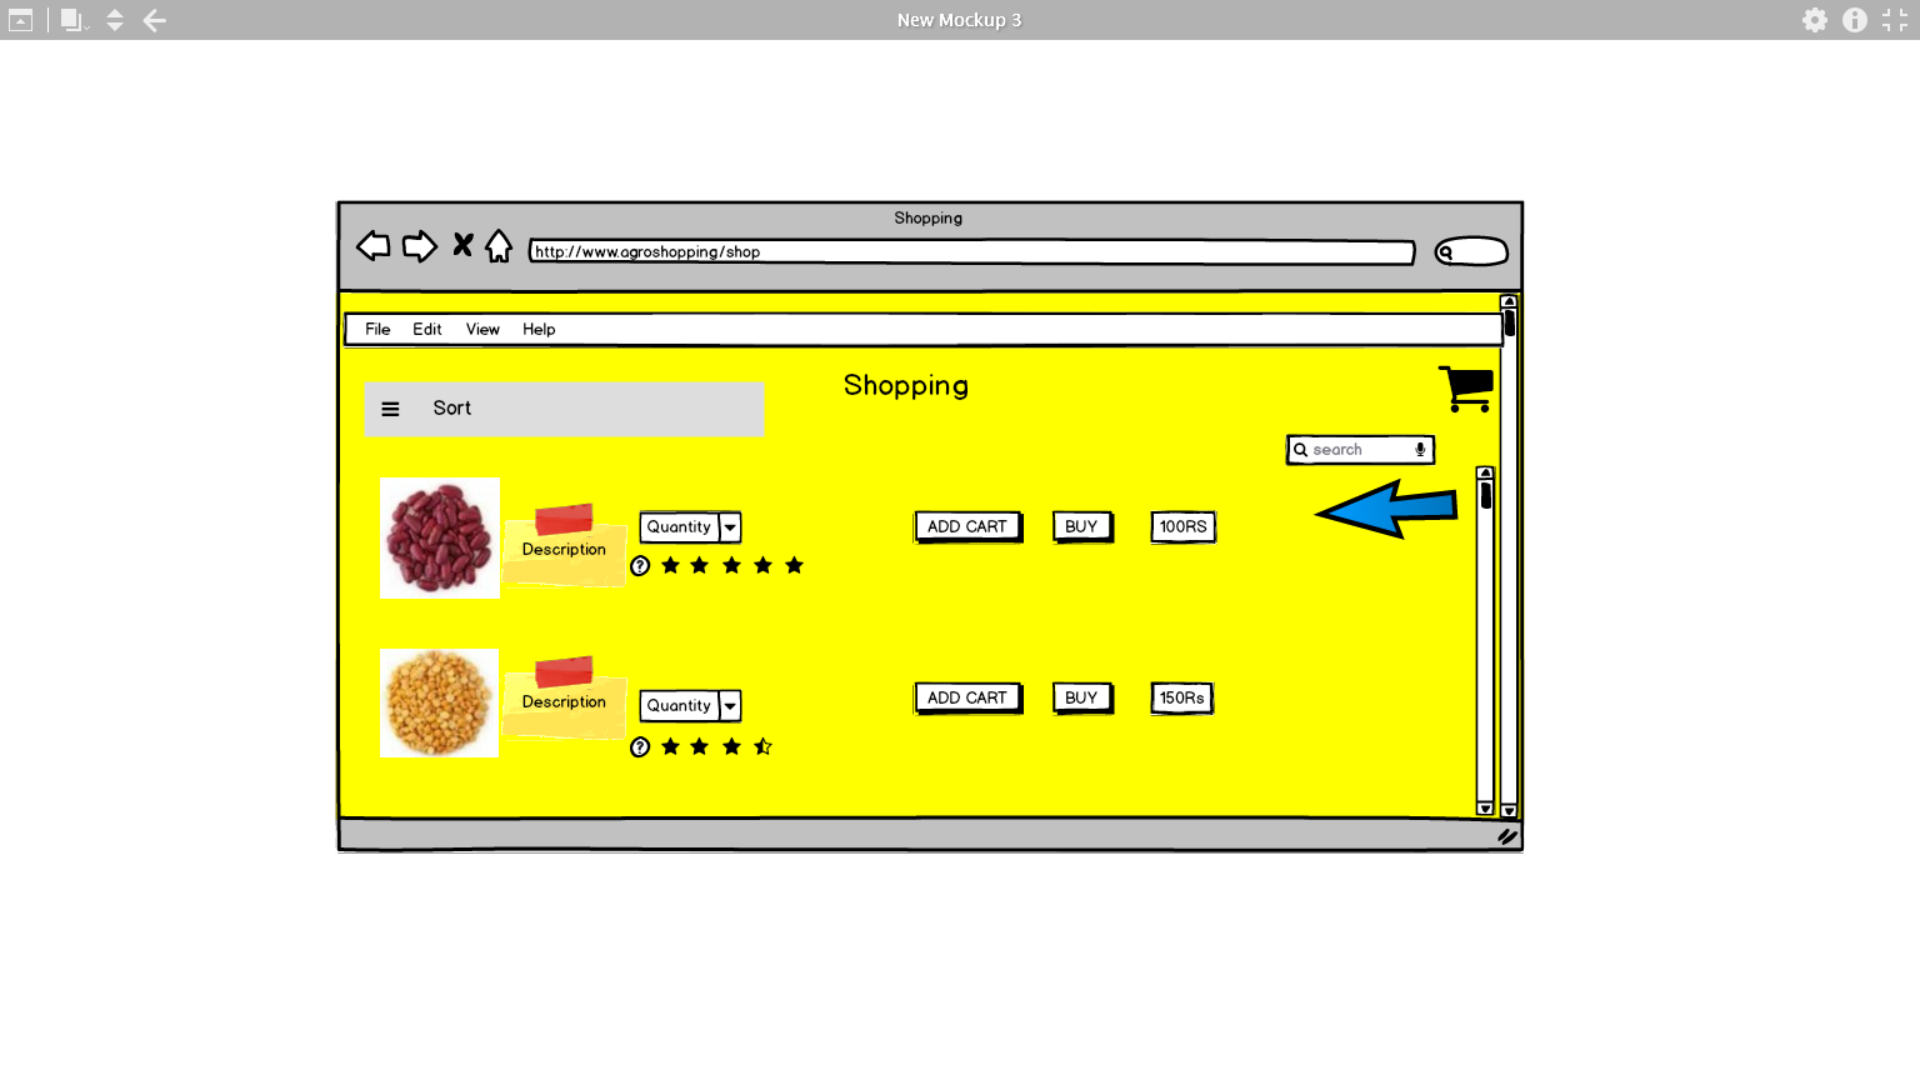 New Mockup 3
Shopping
http://www.agroshopping/shop
File Edit View Help
Shopping
Sort
search
Quantity
ADD CART BUY 100RS
Description
Description
Quantity
ADD CART BUY 150Rs